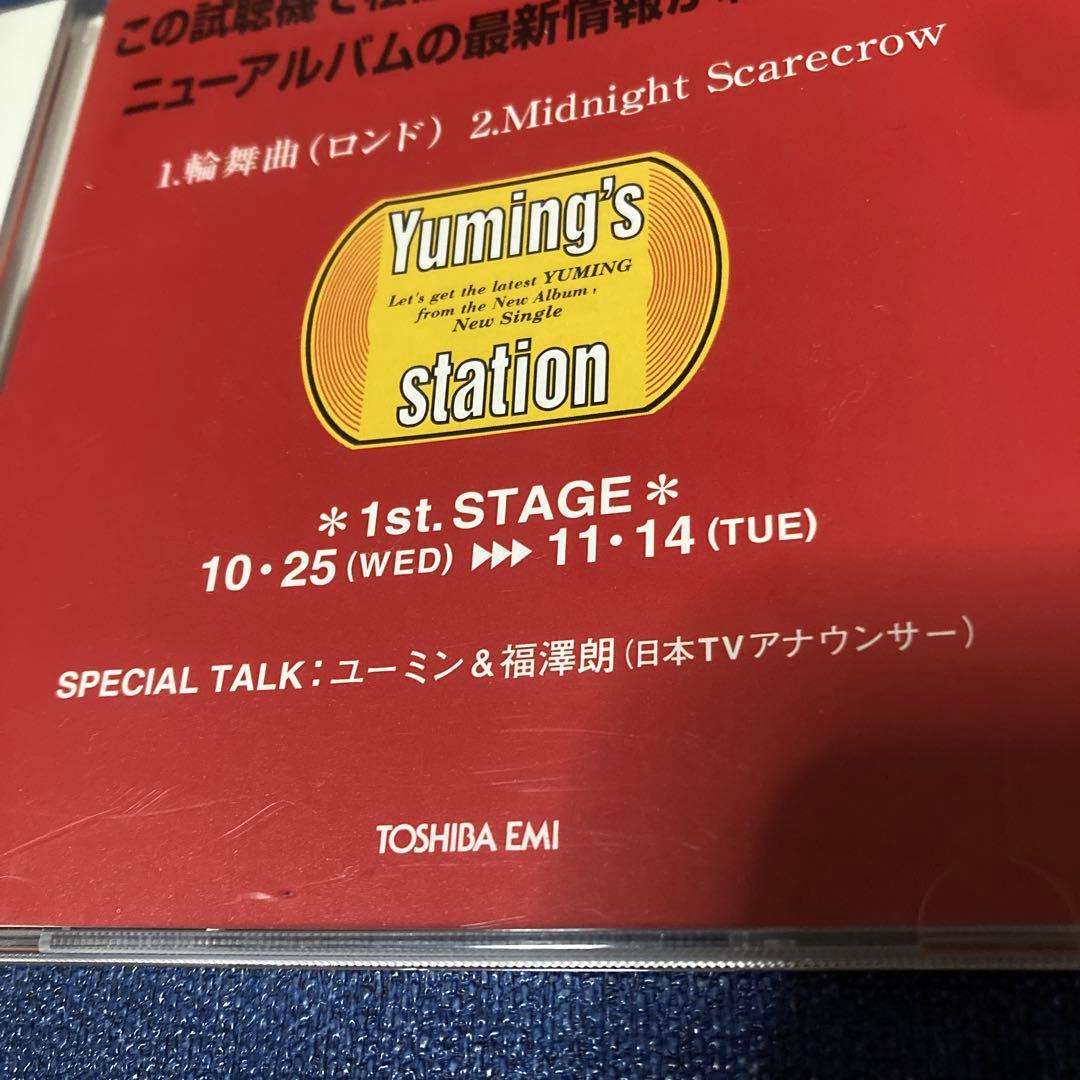 この試聴機で
ニューアルバムの最新情報が
1.輪舞曲(ロンド) 2.Midnight Scarecrow
Yuming's
Let's get the latest YUMING
from the New Album,
New Single
station
＊1st. STAGE＊
10・25(WED) ▶▶▶ 11・14(TUE)
SPECIAL TALK：ユーミン&福澤朗(日本TVアナウンサー)
TOSHIBA EMI